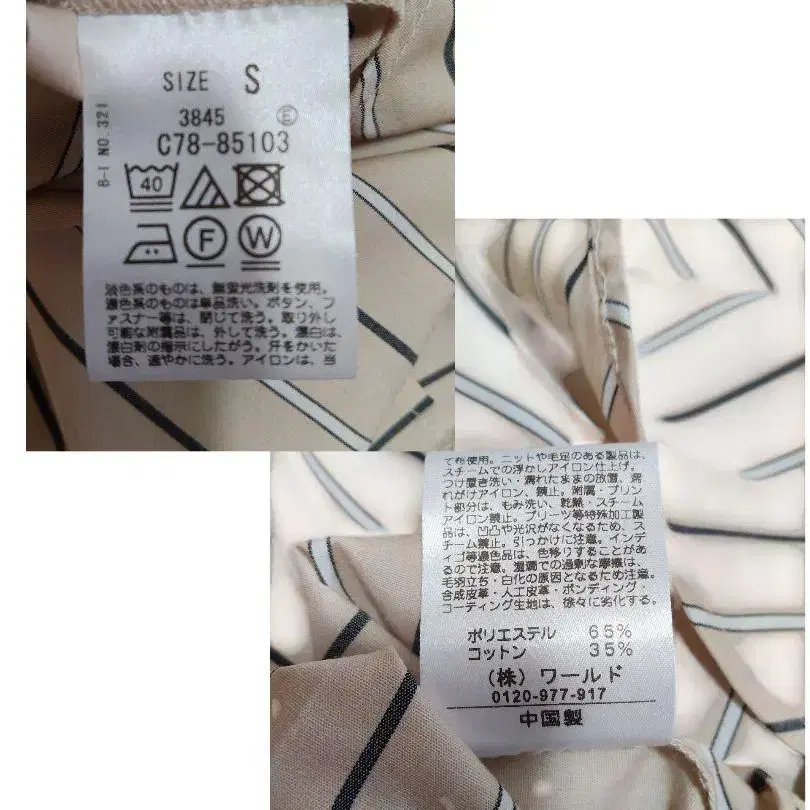 SIZE S
3845 Ⓔ
C78-85103
B-1 NO.321
40
F W
淡色系のものは、無蛍光洗剤を使用。
濃色系のものは単品洗い。ボタン、フ
ァスナー等は、閉じて洗う。取り外し
可能な附属品は、外して洗う。漂白は、
漂白剤の指示にしたがう。汗をかいた
場合、速やかに洗う。アイロンは、当
て布使用。ニットや毛足のある製品は、
スチームでの浮かしアイロン仕上げ。
つけ置き洗い・濡れたままの放置、濡
れがけアイロン、禁止。附属・プリン
ト部分は、もみ洗い、乾熱・スチーム
アイロン禁止。プリーツ等特殊加工製
品は、凹凸や光沢がなくなるため、ス
チーム禁止。引っかけに注意。インデ
ィゴ等濃色品は、色移りすることがあ
るので注意。湿潤での過剰な摩擦は、
毛羽立ち・白化の原因となるため注意。
合成皮革・人工皮革・ボンディング・
コーティング生地は、徐々に劣化する。
ポリエステル 65%
コットン 35%
(株) ワールド
0120-977-917
中国製